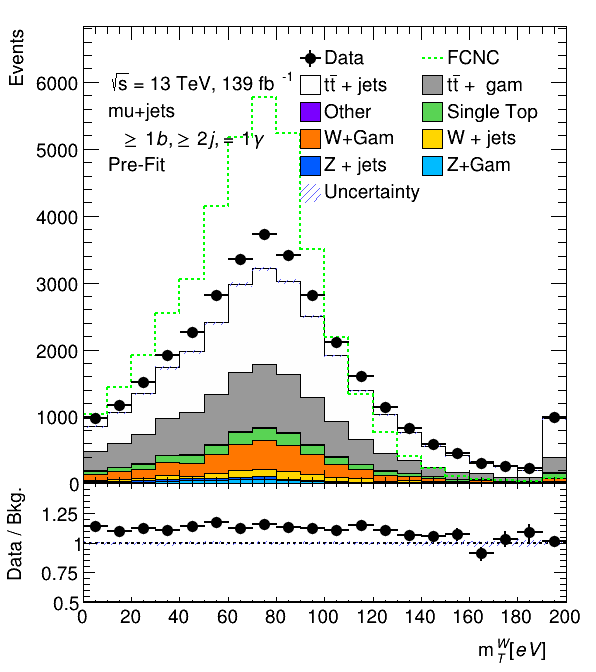 Events
6000
5000
4000
3000
2000
1000
0
√s = 13 TeV, 139 fb⁻¹
mu+jets
≥ 1b, ≥ 2j, = 1γ
Pre-Fit
Data
FCNC
tt̄ + jets
tt̄ + gam
Other
Single Top
W+Gam
W + jets
Z + jets
Z+Gam
Uncertainty
Data / Bkg.
1.25
1
0.75
0.5
0 20 40 60 80 100 120 140 160 180 200
m_T^W[eV]